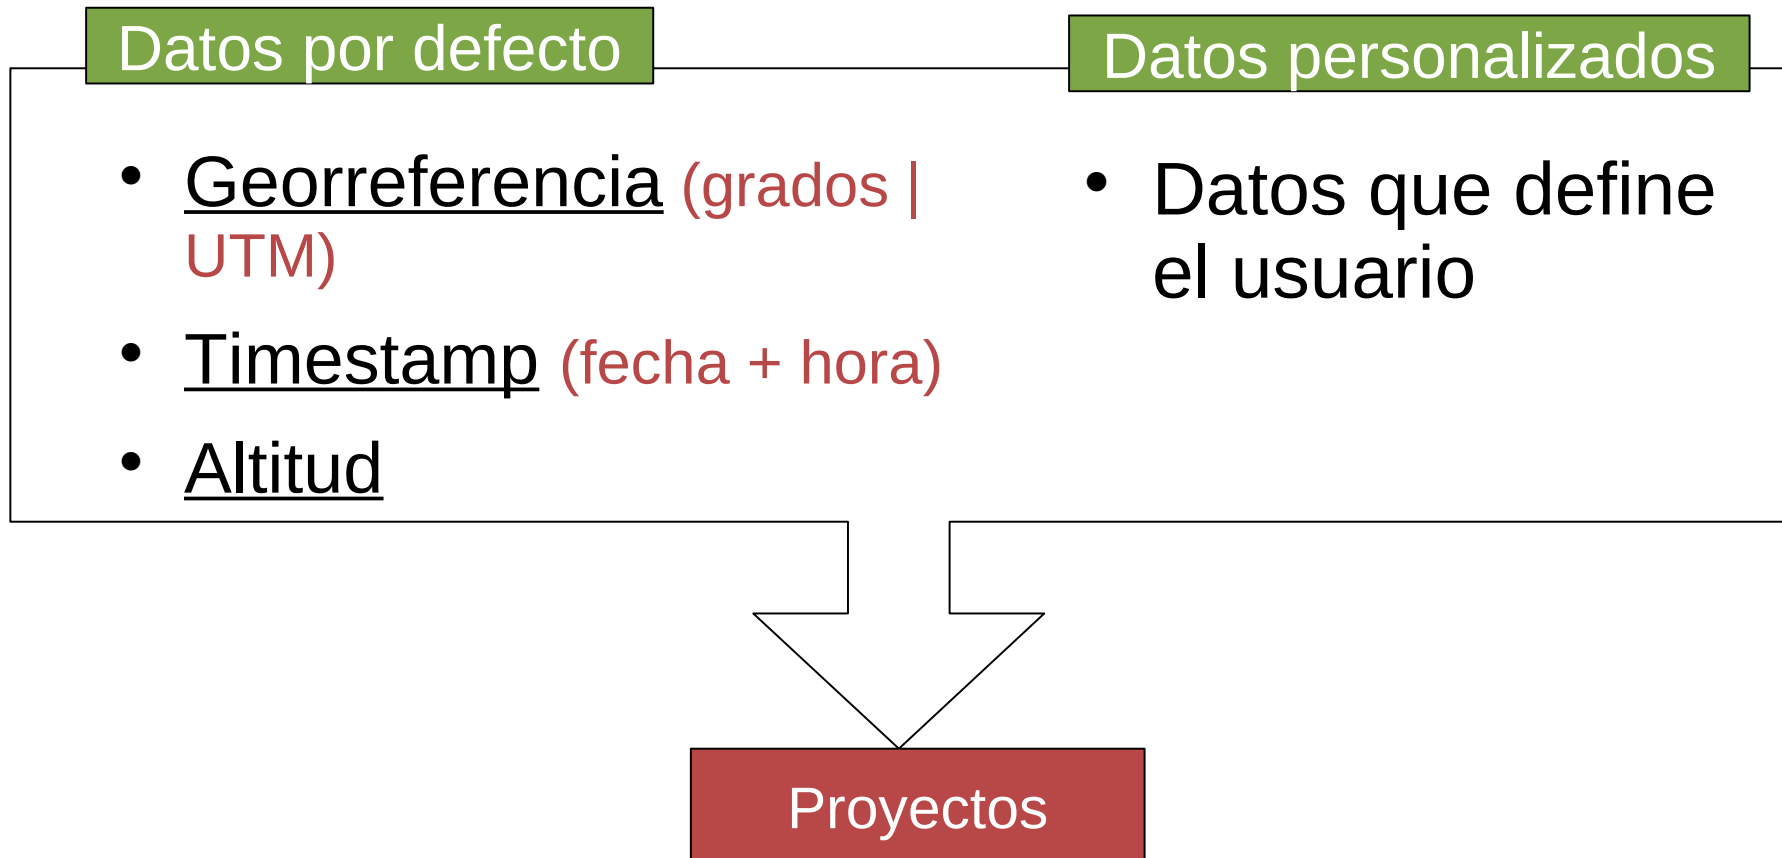 Datos por defecto
Datos personalizados
• Georreferencia (grados |
UTM)
• Timestamp (fecha + hora)
• Altitud
• Datos que define
el usuario
Proyectos